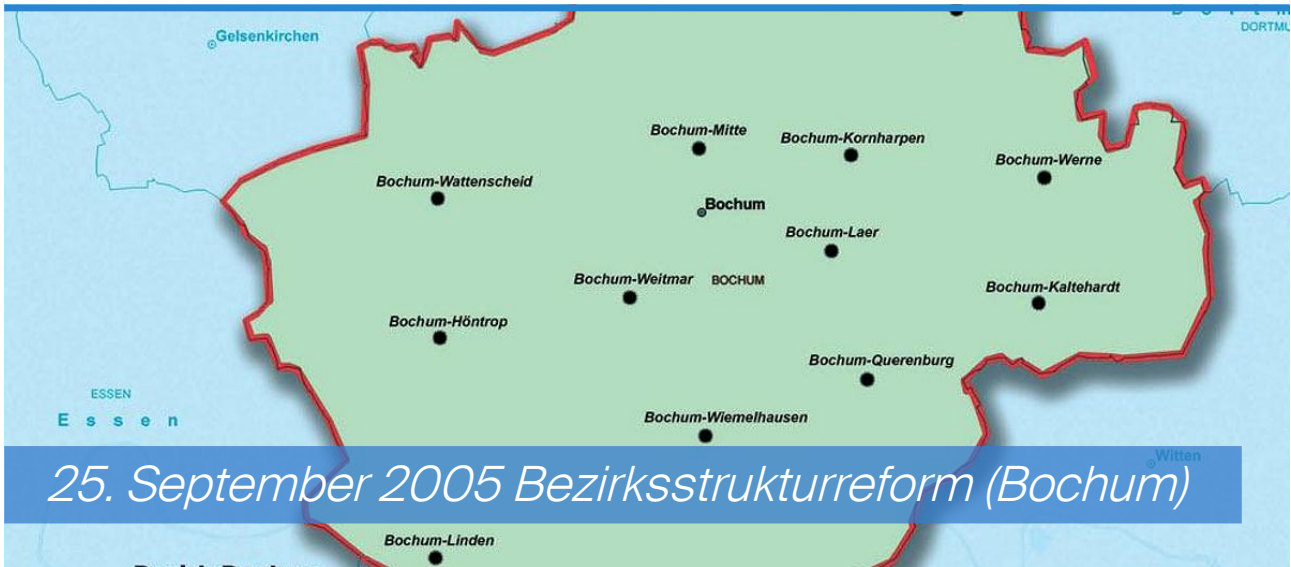 Gelsenkirchen
Bochum-Mitte
Bochum-Kornharpen
Bochum-Werne
Bochum-Wattenscheid
Bochum
Bochum-Laer
Bochum-Weitmar
BOCHUM
Bochum-Kaltehardt
Bochum-Höntrop
Bochum-Querenburg
ESSEN
Essen
Bochum-Wiemelhausen
Witten
25. September 2005 Bezirksstrukturreform (Bochum)
Bochum-Linden